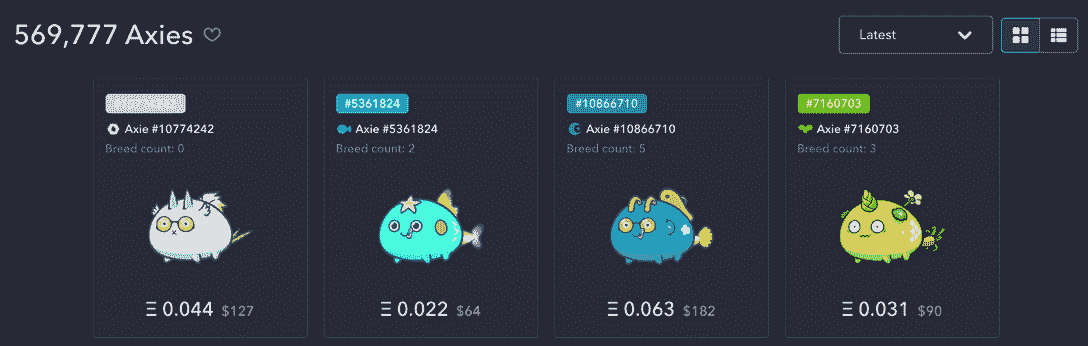 569,777 Axies
Latest
Axie #10774242
Breed count: 0
Ξ 0.044 $127
#5361824
Axie #5361824
Breed count: 2
Ξ 0.022 $64
#10866710
Axie #10866710
Breed count: 5
Ξ 0.063 $182
#7160703
Axie #7160703
Breed count: 3
Ξ 0.031 $90